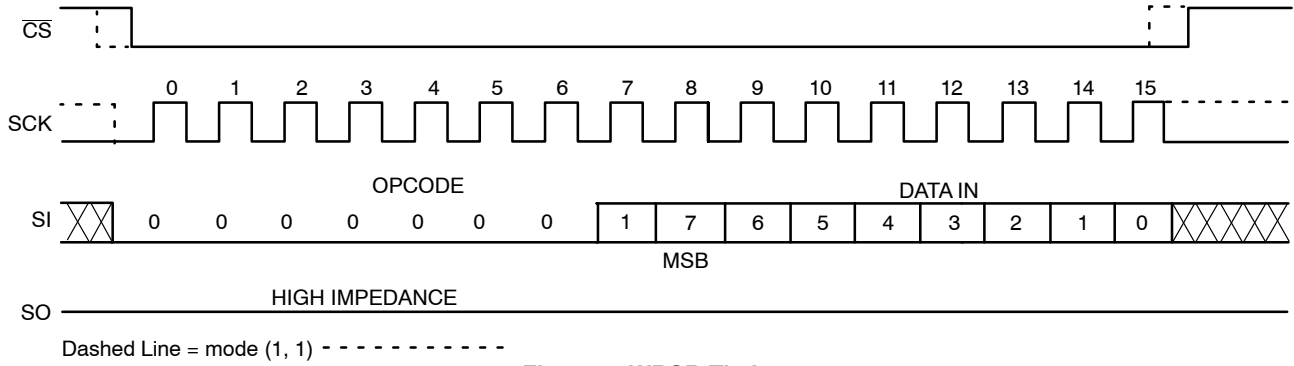 CS
0 1 2 3 4 5 6 7 8 9 10 11 12 13 14 15
SCK
OPCODE DATA IN
SI 0 0 0 0 0 0 0 1 7 6 5 4 3 2 1 0
MSB
HIGH IMPEDANCE
SO
Dashed Line = mode (1, 1)